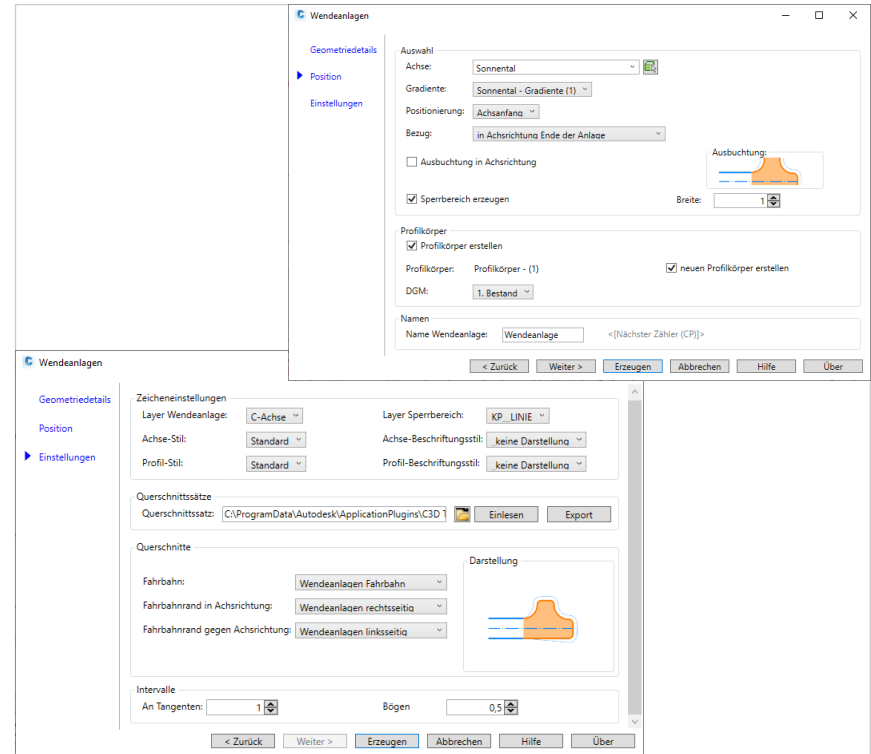 Wendeanlagen
Geometriedetails
Position
Einstellungen
Auswahl
Achse: Sonnental
Gradiente: Sonnental - Gradiente (1)
Positionierung: Achsanfang
Bezug: in Achsrichtung Ende der Anlage
Ausbuchtung in Achsrichtung
Ausbuchtung:
Sperrbereich erzeugen Breite: 1
Profilkörper
Profilkörper erstellen
Profilkörper: Profilkörper - (1) neuen Profilkörper erstellen
DGM: 1. Bestand
Namen
Name Wendeanlage: Wendeanlage <[Nächster Zähler (CP)]>
< Zurück Weiter > Erzeugen Abbrechen Hilfe Über
Wendeanlagen
Geometriedetails
Position
Einstellungen
Zeicheneinstellungen
Layer Wendeanlage: C-Achse Layer Sperrbereich: KP_LINIE
Achse-Stil: Standard Achse-Beschriftungsstil: _keine Darstellung
Profil-Stil: Standard Profil-Beschriftungsstil: _keine Darstellung
Querschnittssätze
Querschnittssatz: C:\ProgramData\Autodesk\ApplicationPlugins\C3D T Einlesen Export
Querschnitte
Darstellung
Fahrbahn: Wendeanlagen Fahrbahn
Fahrbahnrand in Achsrichtung: Wendeanlagen rechtsseitig
Fahrbahnrand gegen Achsrichtung: Wendeanlagen linksseitig
Intervalle
An Tangenten: 1 Bögen 0,5
< Zurück Weiter > Erzeugen Abbrechen Hilfe Über